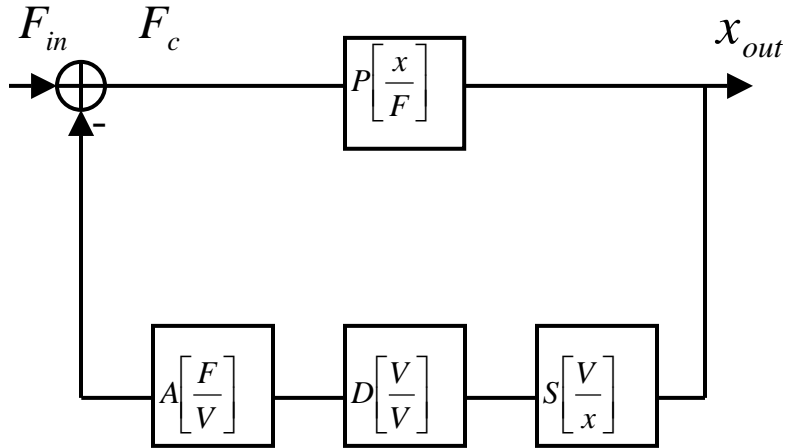 F_in F_c x_out
P[x/F]
-
A[F/V] D[V/V] S[V/x]